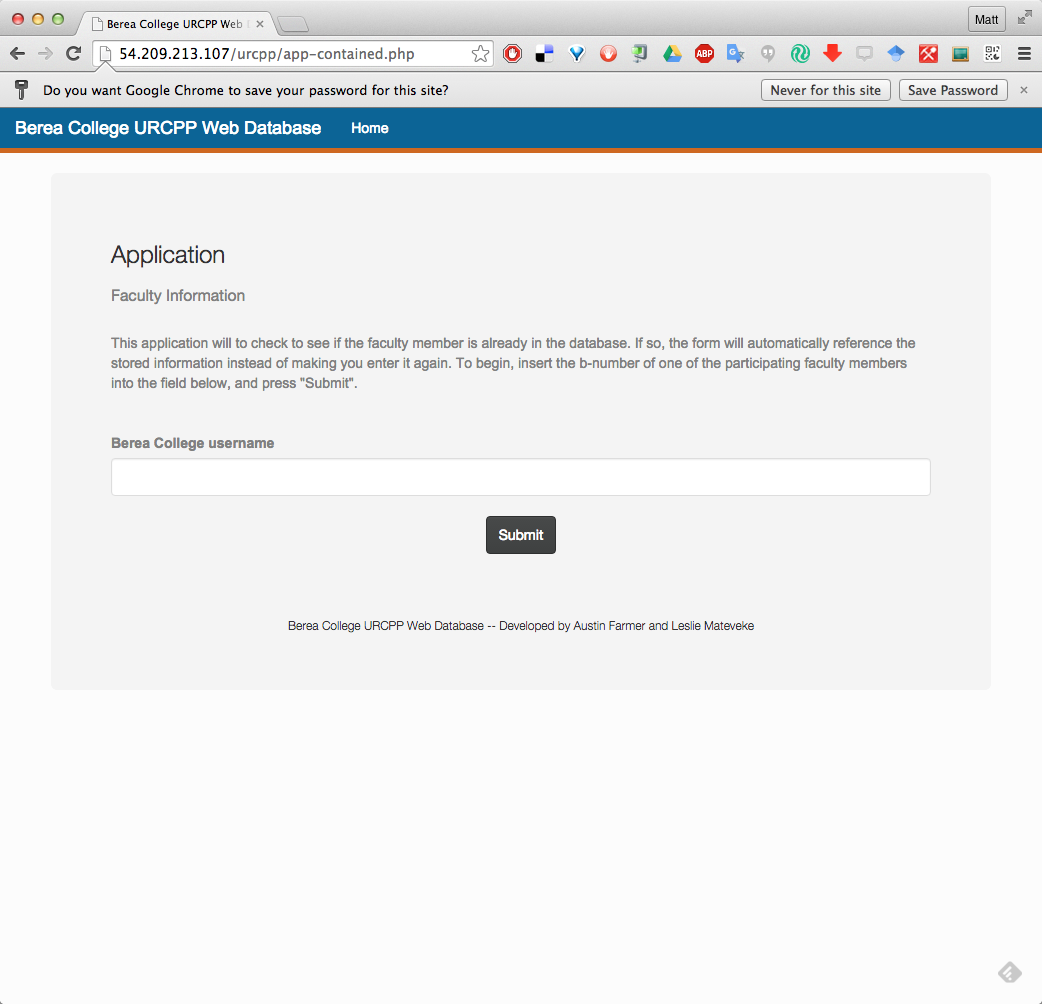 Berea College URCPP Web
Matt
54.209.213.107/urcpp/app-contained.php
ABP
Do you want Google Chrome to save your password for this site?
Never for this site
Save Password
Berea College URCPP Web Database
Home
Application
Faculty Information
This application will to check to see if the faculty member is already in the database. If so, the form will automatically reference the
stored information instead of making you enter it again. To begin, insert the b-number of one of the participating faculty members
into the field below, and press "Submit".
Berea College username
Submit
Berea College URCPP Web Database -- Developed by Austin Farmer and Leslie Mateveke